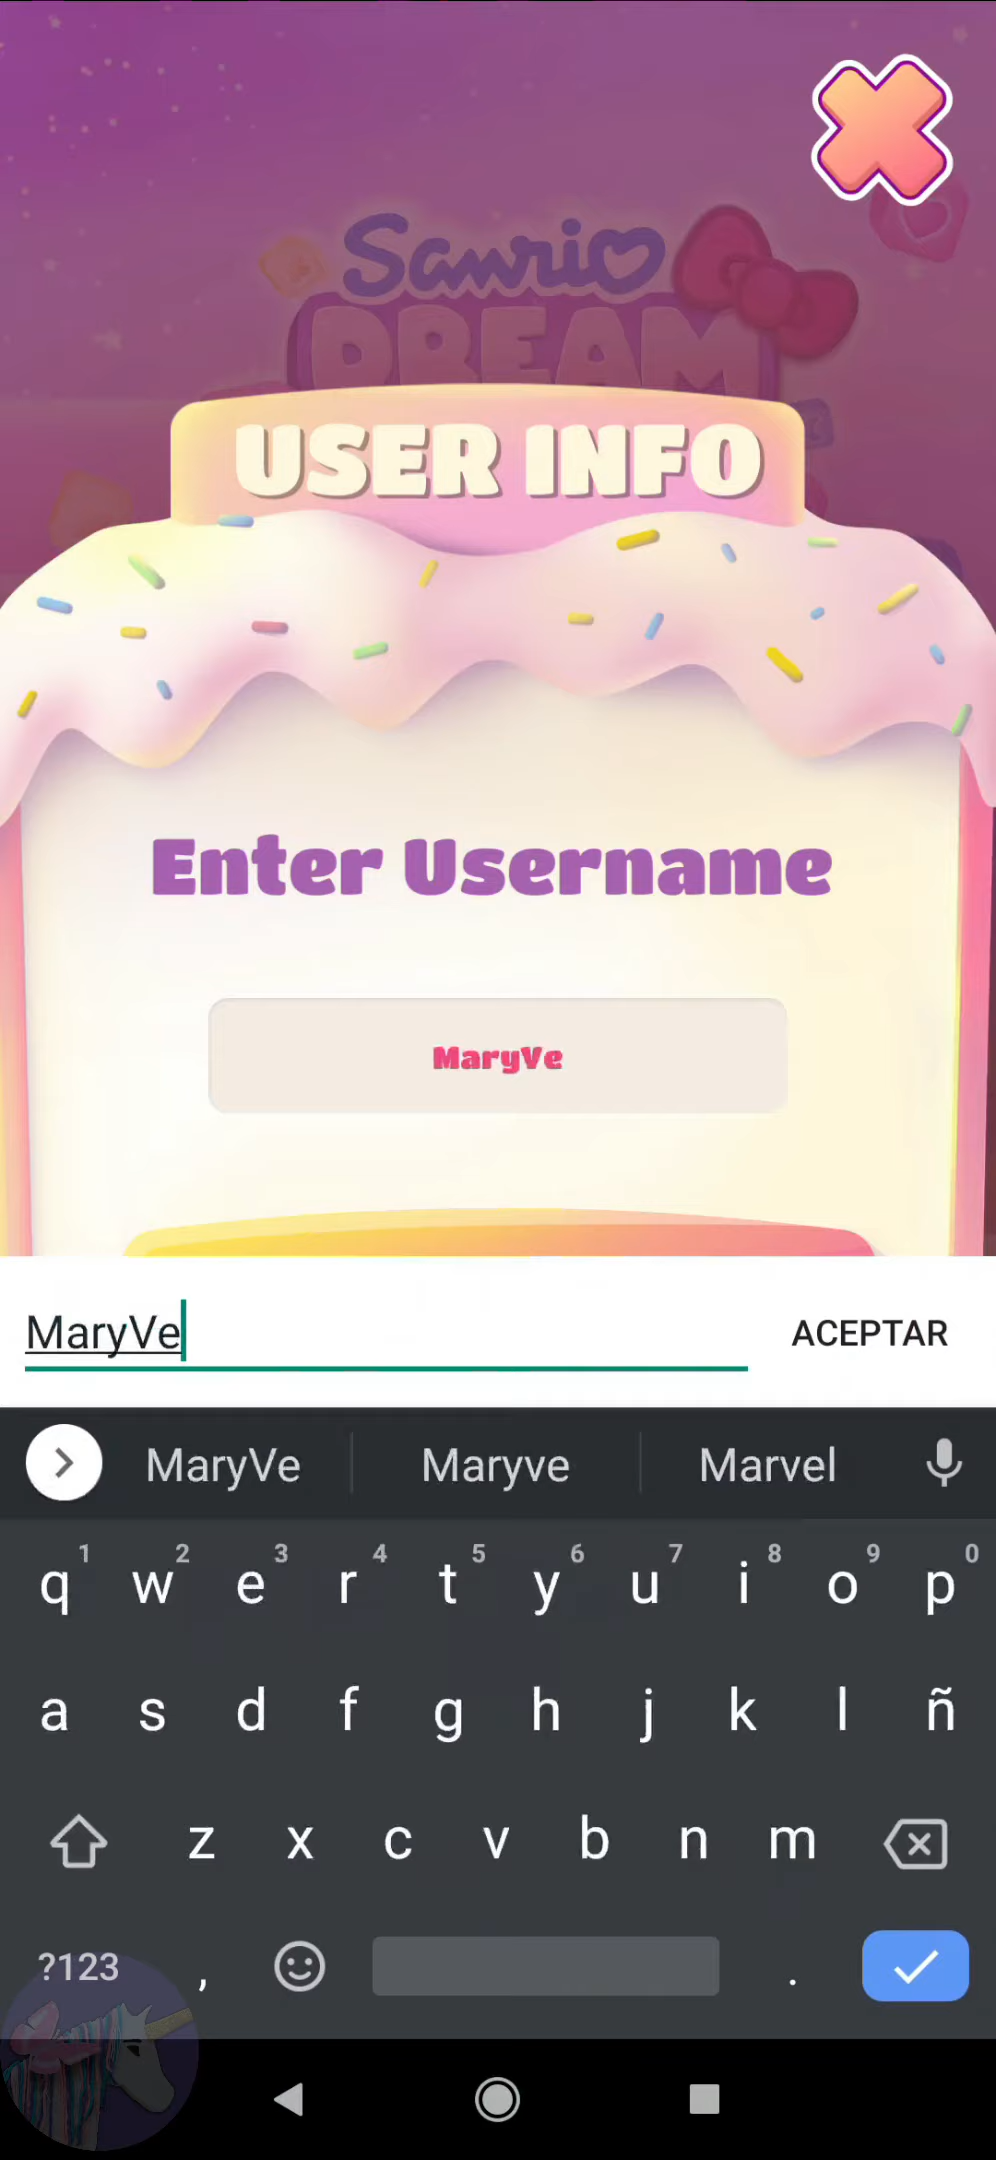 Sanrio
DREAM
USER INFO
Enter Username
MaryVe
MaryVe ACEPTAR
MaryVe Maryve Marvel
1 2 3 4 5 6 7 8 9 0
q w e r t y u i o p
a s d f g h j k l ñ
z x c v b n m
?123 , .